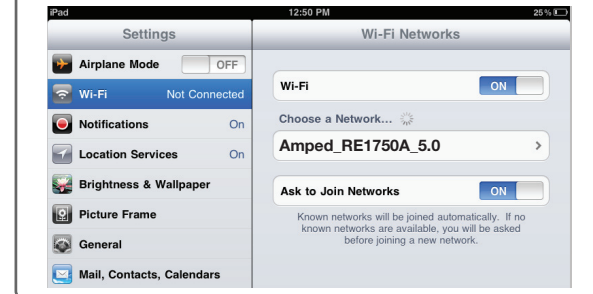 iPad 12:50 PM 25%
Settings
Airplane Mode OFF
Wi-Fi Not Connected
Notifications On
Location Services On
Brightness & Wallpaper
Picture Frame
General
Mail, Contacts, Calendars
Wi-Fi Networks
Wi-Fi ON
Choose a Network...
Amped_RE1750A_5.0
Ask to Join Networks ON
Known networks will be joined automatically. If no
known networks are available, you will be asked
before joining a new network.